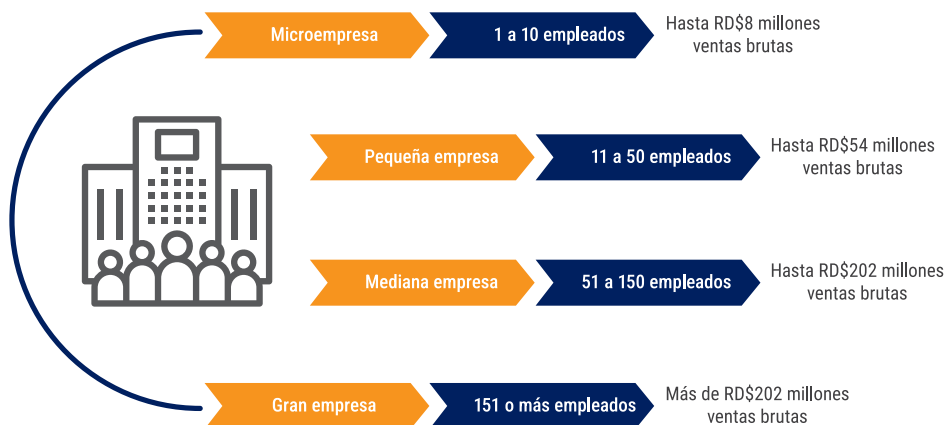 Microempresa
1 a 10 empleados
Hasta RD$8 millones
ventas brutas
Pequeña empresa
11 a 50 empleados
Hasta RD$54 millones
ventas brutas
Mediana empresa
51 a 150 empleados
Hasta RD$202 millones
ventas brutas
Gran empresa
151 o más empleados
Más de RD$202 millones
ventas brutas